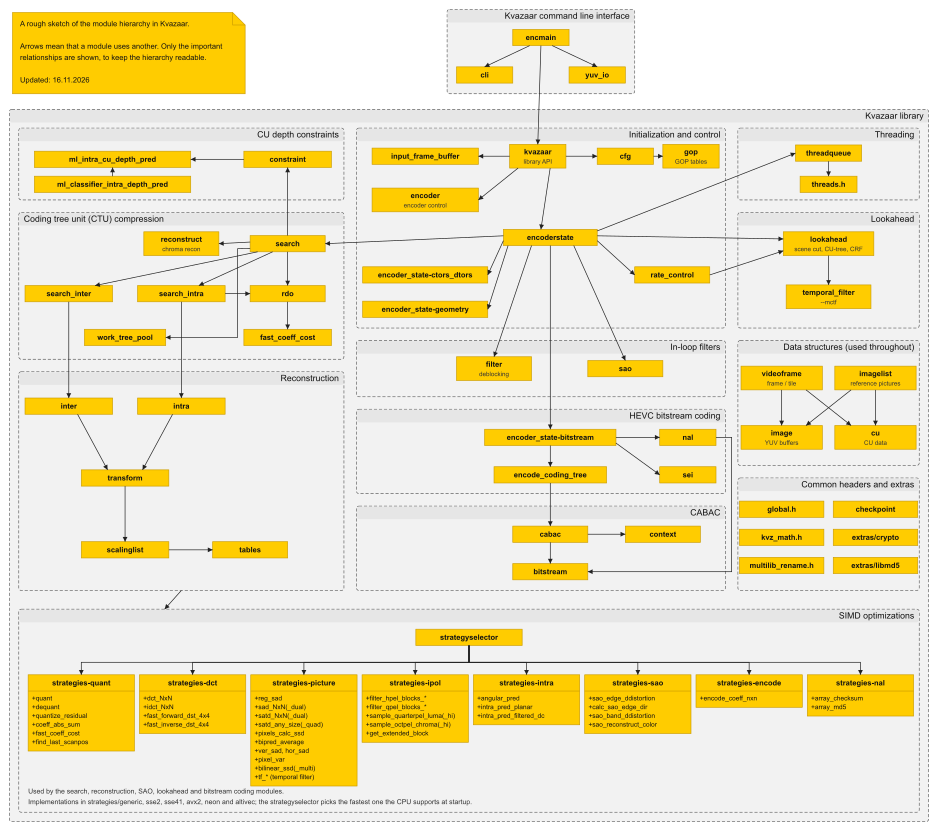 A rough sketch of the module hierarchy in Kvazaar.
Arrows mean that a module uses another. Only the important
relationships are shown, to keep the hierarchy readable.
Updated: 16.11.2026
Kvazaar command line interface
encmain
cli
yuv_io
Kvazaar library
CU depth constraints
ml_intra_cu_depth_pred
constraint
ml_classifier_intra_depth_pred
Initialization and control
input_frame_buffer
kvazaar
library API
cfg
gop
GOP tables
encoder
encoder control
encoderstate
encoder_state-ctors_dtors
rate_control
encoder_state-geometry
Threading
threadqueue
threads.h
Coding tree unit (CTU) compression
reconstruct
chroma recon
search
search_inter
search_intra
rdo
work_tree_pool
fast_coeff_cost
Lookahead
lookahead
scene cut, CU-tree, CRF
temporal_filter
--mctf
In-loop filters
filter
deblocking
sao
Data structures (used throughout)
videoframe
frame / tile
imagelist
reference pictures
image
YUV buffers
cu
CU data
Reconstruction
inter
intra
transform
scalinglist
tables
HEVC bitstream coding
encoder_state-bitstream
nal
encode_coding_tree
sei
CABAC
cabac
context
bitstream
Common headers and extras
global.h
checkpoint
kvz_math.h
extras/crypto
multilib_rename.h
extras/libmd5
SIMD optimizations
strategyselector
strategies-quant
+quant
+dequant
+quantize_residual
+coeff_abs_sum
+fast_coeff_cost
+find_last_scanpos
strategies-dct
+dct_NxN
+idct_NxN
+fast_forward_dst_4x4
+fast_inverse_dst_4x4
strategies-picture
+reg_sad
+sad_NxN(_dual)
+satd_NxN(_dual)
+satd_any_size(_quad)
+pixels_calc_ssd
+bipred_average
+ver_sad, hor_sad
+pixel_var
+bilinear_ssd(_multi)
+tf_* (temporal filter)
strategies-ipol
+filter_hpel_blocks_*
+filter_qpel_blocks_*
+sample_quarterpel_luma(_hi)
+sample_octpel_chroma(_hi)
+get_extended_block
strategies-intra
+angular_pred
+intra_pred_planar
+intra_pred_filtered_dc
strategies-sao
+sao_edge_ddistortion
+calc_sao_edge_dir
+sao_band_ddistortion
+sao_reconstruct_color
strategies-encode
+encode_coeff_nxn
strategies-nal
+array_checksum
+array_md5
Used by the search, reconstruction, SAO, lookahead and bitstream coding modules.
Implementations in strategies/generic, sse2, sse41, avx2, neon and altivec; the strategyselector picks the fastest one the CPU supports at startup.